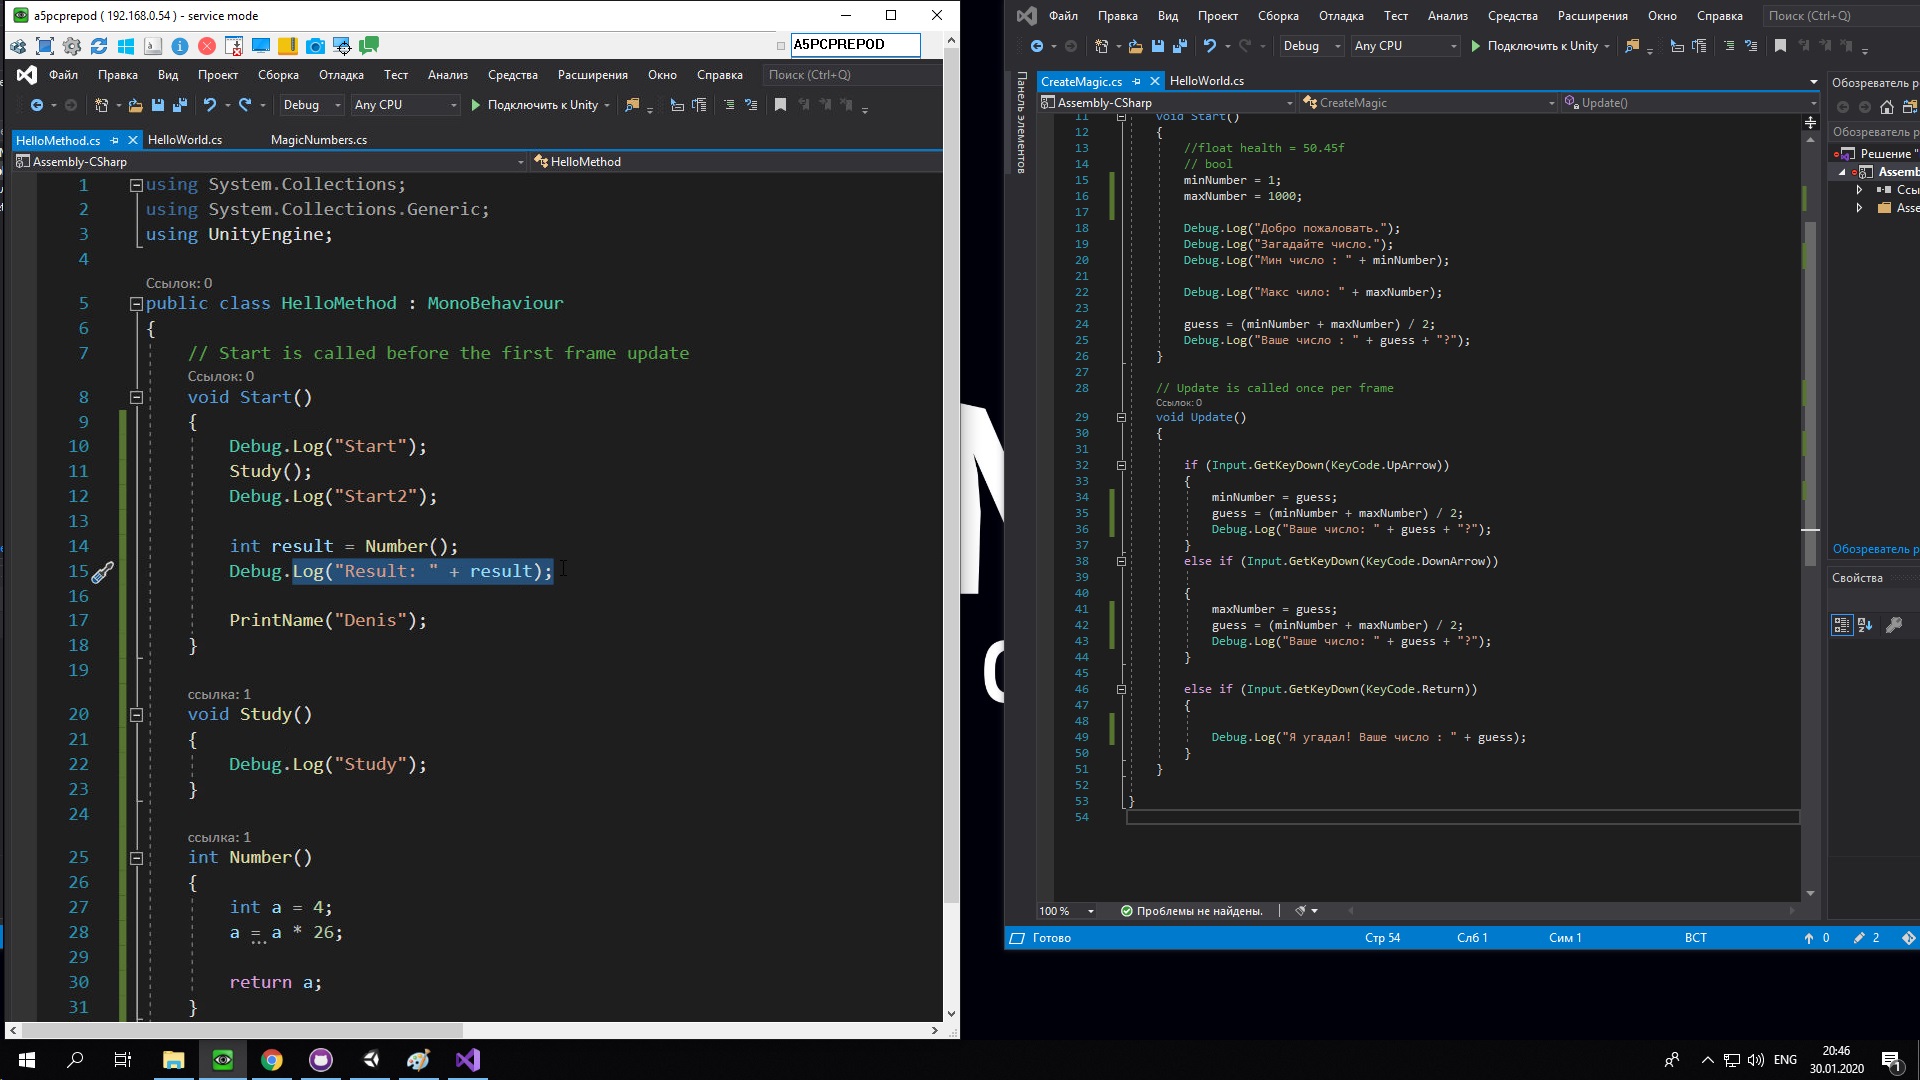 a5pcprepod ( 192.168.0.54 ) - service mode
A5PCPREPOD
Файл Правка Вид Проект Сборка Отладка Тест Анализ Средства Расширения Окно Справка Поиск (Ctrl+Q)
Debug Any CPU Подключить к Unity
HelloMethod.cs HelloWorld.cs MagicNumbers.cs
Assembly-CSharp HelloMethod
1 using System.Collections;
2 using System.Collections.Generic;
3 using UnityEngine;
4
Ссылок: 0
5 public class HelloMethod : MonoBehaviour
6 {
7 // Start is called before the first frame update
Ссылок: 0
8 void Start()
9 {
10 Debug.Log("Start");
11 Study();
12 Debug.Log("Start2");
13
14 int result = Number();
15 Debug.Log("Result: " + result);
16
17 PrintName("Denis");
18 }
19
ссылка: 1
20 void Study()
21 {
22 Debug.Log("Study");
23 }
24
ссылка: 1
25 int Number()
26 {
27 int a = 4;
28 a = a * 26;
29
30 return a;
31 }
Файл Правка Вид Проект Сборка Отладка Тест Анализ Средства Расширения Окно Справка Поиск (Ctrl+Q)
Debug Any CPU Подключить к Unity
Панель элементов
CreateMagic.cs HelloWorld.cs
Assembly-CSharp CreateMagic Update()
11 void Start()
12 {
13 //float health = 50.45f
14 // bool
15 minNumber = 1;
16 maxNumber = 1000;
17
18 Debug.Log("Добро пожаловать.");
19 Debug.Log("Загадайте число.");
20 Debug.Log("Мин число : " + minNumber);
21
22 Debug.Log("Макс чило: " + maxNumber);
23
24 guess = (minNumber + maxNumber) / 2;
25 Debug.Log("Ваше число : " + guess + "?");
26 }
27
28 // Update is called once per frame
Ссылок: 0
29 void Update()
30 {
31
32 if (Input.GetKeyDown(KeyCode.UpArrow))
33 {
34 minNumber = guess;
35 guess = (minNumber + maxNumber) / 2;
36 Debug.Log("Ваше число: " + guess + "?");
37 }
38 else if (Input.GetKeyDown(KeyCode.DownArrow))
39
40 {
41 maxNumber = guess;
42 guess = (minNumber + maxNumber) / 2;
43 Debug.Log("Ваше число: " + guess + "?");
44 }
45
46 else if (Input.GetKeyDown(KeyCode.Return))
47 {
48
49 Debug.Log("Я угадал! Ваше число : " + guess);
50 }
51 }
52
53 }
54
100 % Проблемы не найдены.
Готово Стр 54 Слб 1 Сим 1 ВСТ 0 2
Обозреватель р
Обозреватель р
Решение "
Assemb
Ссы
Asse
Обозреватель р
Свойства
ENG
20:46
30.01.2020
1